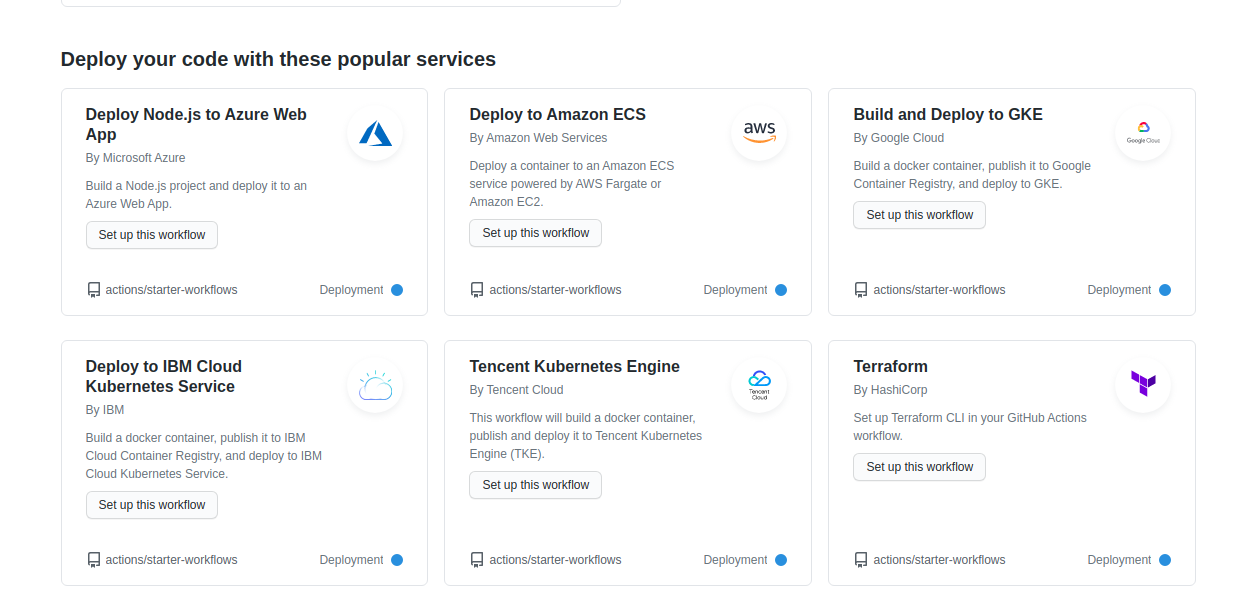 Deploy your code with these popular services
Deploy Node.js to Azure Web
App
By Microsoft Azure
Build a Node.js project and deploy it to an
Azure Web App.
Set up this workflow
actions/starter-workflows
Deployment
Deploy to Amazon ECS
By Amazon Web Services
aws
Deploy a container to an Amazon ECS
service powered by AWS Fargate or
Amazon EC2.
Set up this workflow
actions/starter-workflows
Deployment
Build and Deploy to GKE
By Google Cloud
Google Cloud
Build a docker container, publish it to Google
Container Registry, and deploy to GKE.
Set up this workflow
actions/starter-workflows
Deployment
Deploy to IBM Cloud
Kubernetes Service
By IBM
Build a docker container, publish it to IBM
Cloud Container Registry, and deploy to IBM
Cloud Kubernetes Service.
Set up this workflow
actions/starter-workflows
Deployment
Tencent Kubernetes Engine
By Tencent Cloud
Tencent
Cloud
This workflow will build a docker container,
publish and deploy it to Tencent Kubernetes
Engine (TKE).
Set up this workflow
actions/starter-workflows
Deployment
Terraform
By HashiCorp
Set up Terraform CLI in your GitHub Actions
workflow.
Set up this workflow
actions/starter-workflows
Deployment